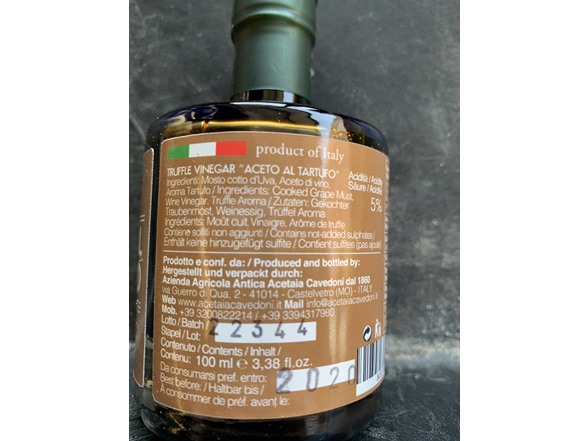 product of Italy
TRUFFLE VINEGAR "ACETO AL TARTUFO"
Ingredienti: Mosto cotto d'Uva, Aceto di vino,
Aroma Tartufo / Ingredients: Cooked Grape Must,
Wine Vinegar, Truffle Aroma / Zutaten: Gekochter
Traubenmost, Weinessig, Trüffel Aroma
Ingrédients: Moût cuit, Vinaigre, Arôme de truffe
Contiene solfiti non aggiunti / Contains not-added sulphates /
Enthält keine hinzugefügt sulfite / Contient sulfites (pas ajouté)
Acidità / Acidity
Säure / Acidité
5%
Prodotto e conf. da: / Produced and bottled by:
Hergestellt und verpackt durch:
Azienda Agricola Antica Acetaia Cavedoni dal 1860
Via Guerro d. Qua, 2 - 41014 - Castelvetro (MO) - ITALY
Web www.acetaiacavedoni.it Mail info@acetaiacavedoni.it
Mob. +39 3200822214 / +39 3394317980
Lotto / Batch /
Stapel / Lot: 22344
Contenuto / Contents / Inhalt /
Contenu: 100 ml e 3,38 fl.oz.
Da consumarsi pref. entro:
Best before: / Haltbar bis /
A consommer de préf. avant le: